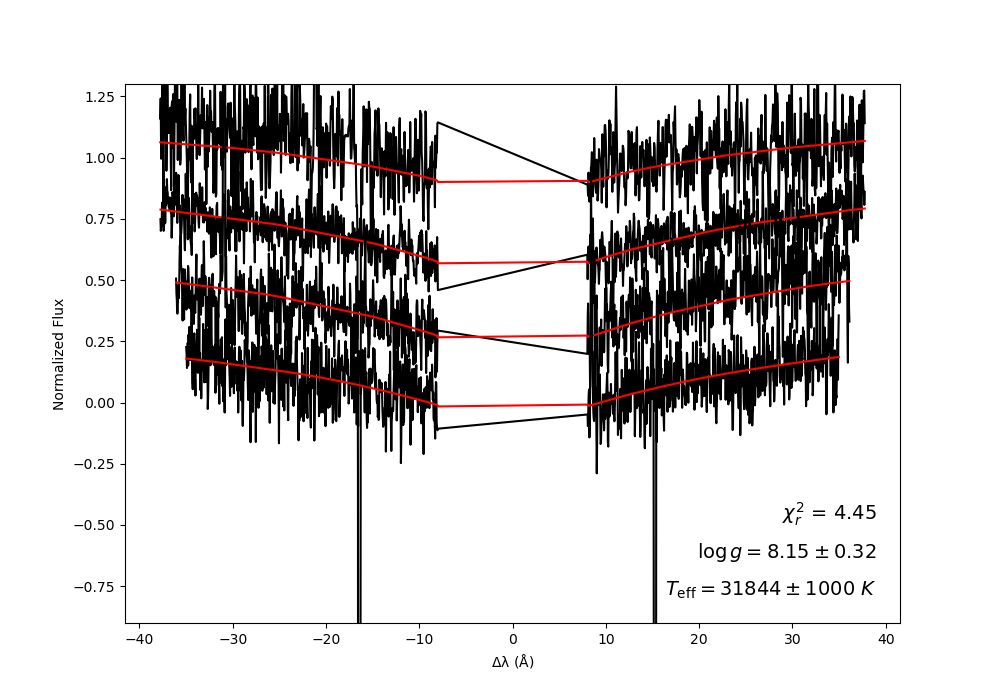 1.25
1.00
0.75
0.50
0.25
0.00
−0.25
−0.50
−0.75
Normalized Flux
χ²ᵣ = 4.45
log g = 8.15 ± 0.32
T_eff = 31844 ± 1000 K
−40 −30 −20 −10 0 10 20 30 40
Δλ (Å)